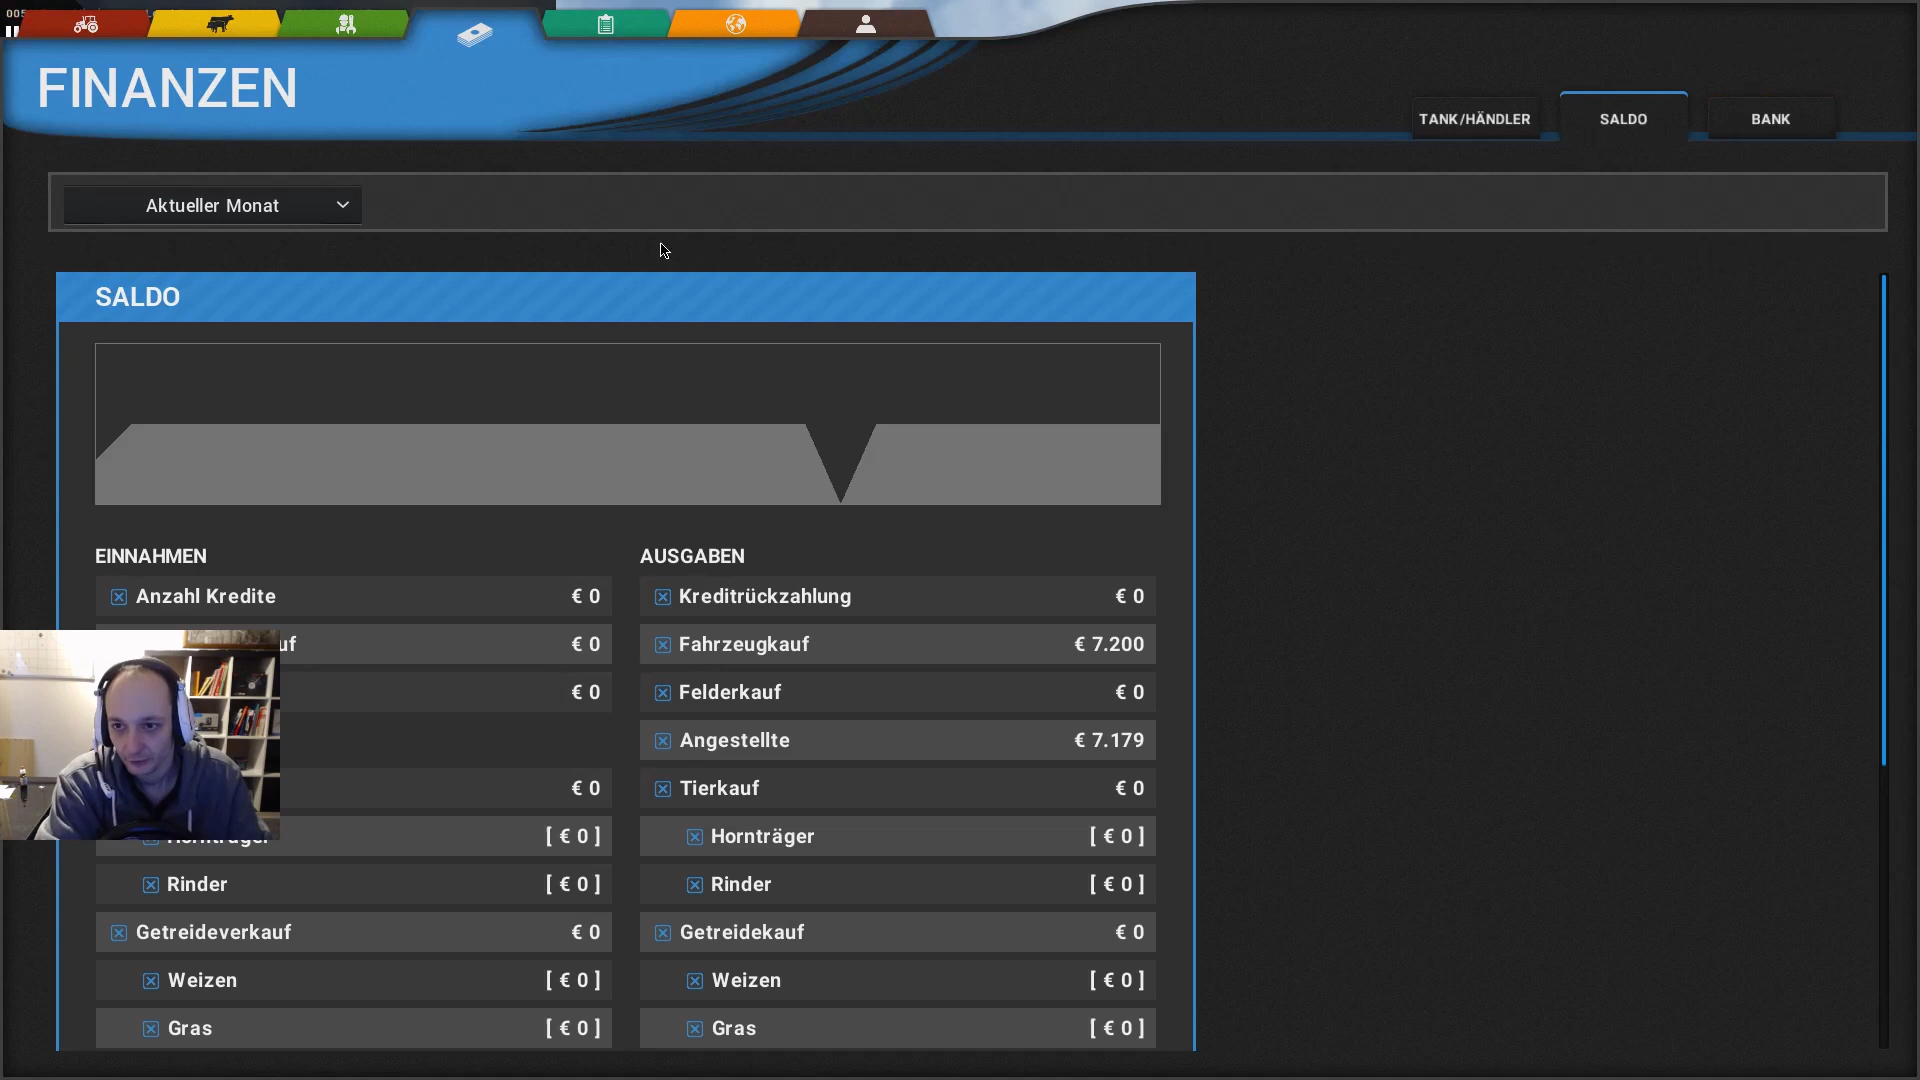 FINANZEN
TANK/HÄNDLER
SALDO
BANK
Aktueller Monat
SALDO
EINNAHMEN
AUSGABEN
Anzahl Kredite € 0
Kreditrückzahlung € 0
€ 0
Fahrzeugkauf € 7.200
€ 0
Felderkauf € 0
Angestellte € 7.179
€ 0
Tierkauf € 0
Hornträger [ € 0 ]
Hornträger [ € 0 ]
Rinder [ € 0 ]
Rinder [ € 0 ]
Getreideverkauf € 0
Getreidekauf € 0
Weizen [ € 0 ]
Weizen [ € 0 ]
Gras [ € 0 ]
Gras [ € 0 ]